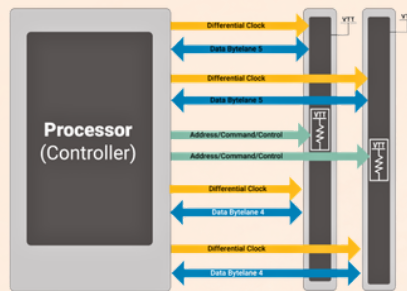 Differential Clock
VTT
VTT
Data Bytelane 5
Differential Clock
Data Bytelane 5
Processor
(Controller)
VTT
Address/Command/Control
Address/Command/Control
VTT
Differential Clock
Data Bytelane 4
Differential Clock
Data Bytelane 4